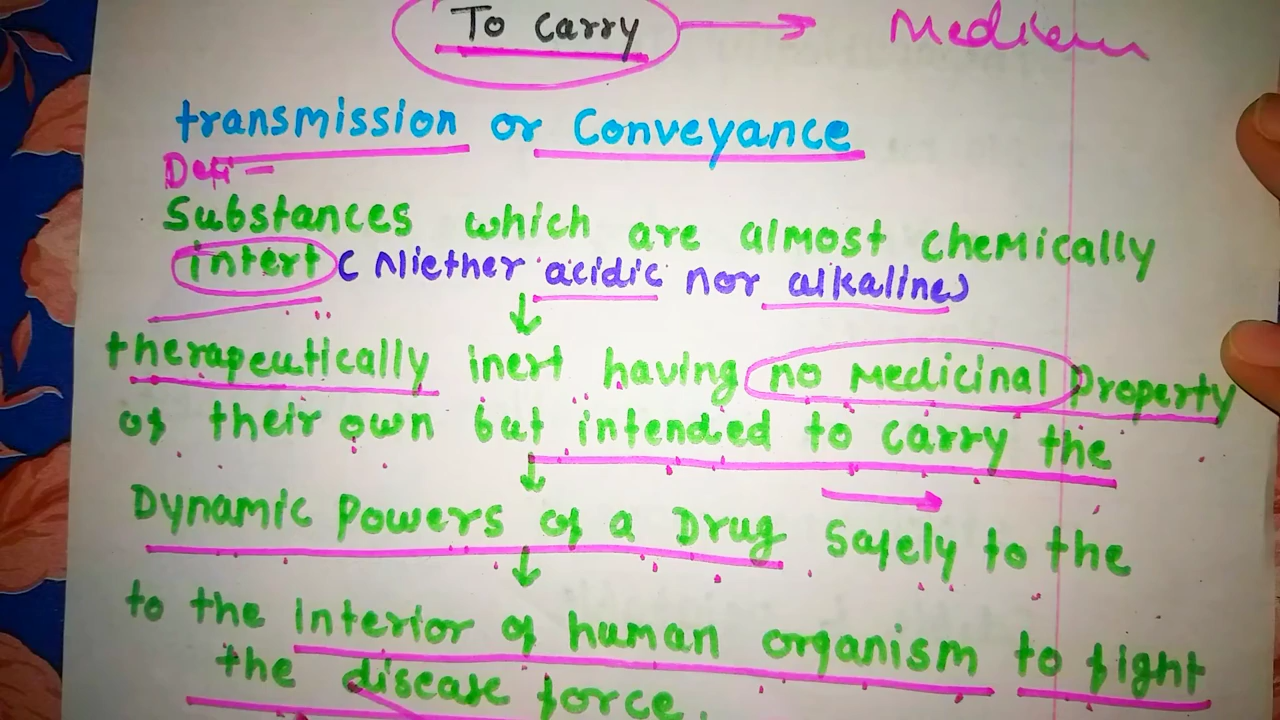 To carry → Medium
transmission or Conveyance
Def:-
Substances which are almost chemically
intert ( Niether acidic nor alkaline)
↓
therapeutically inert having no Medicinal Property
of their own but intended to carry the
↓ →
Dynamic Powers of a Drug Safely to the
↓
to the interior of human organism to fight
the disease force.